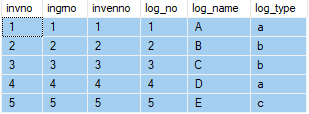 invno ingrno invenno log_no log_name log_type
1 1 1 1 A a
2 2 2 2 B b
3 3 3 3 C b
4 4 4 4 D a
5 5 5 5 E c